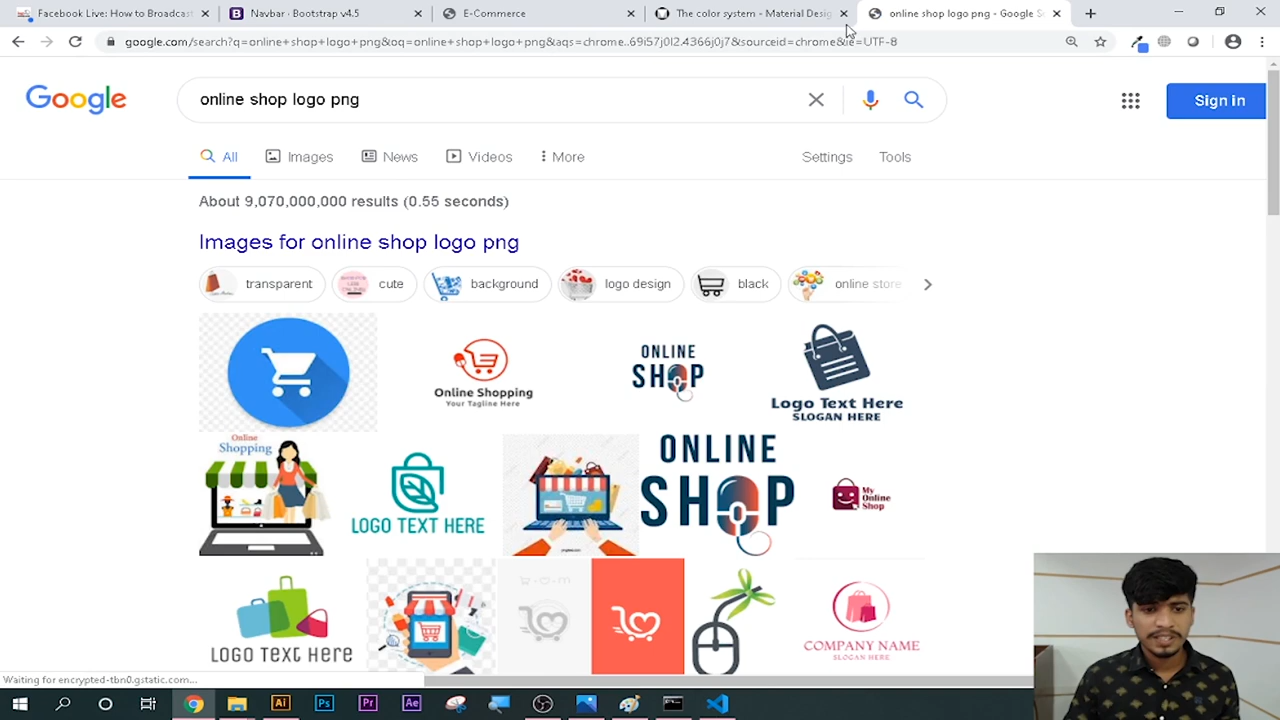 Facebook Live: How to Broadcast
Navbar · Bootstrap v4.5
E-Commerce
The color system - Material Desig
online shop logo png - Google Se
google.com/search?q=online+shop+logo+png&oq=online+shop+logo+png&aqs=chrome..69i57j0l2.4366j0j7&sourceid=chrome&ie=UTF-8
Google
online shop logo png
Sign in
All
Images
News
Videos
More
Settings
Tools
About 9,070,000,000 results (0.55 seconds)
Images for online shop logo png
transparent
cute
background
logo design
black
online store
Online Shopping
Your Tagline Here
ONLINE
SHOP
Logo Text Here
SLOGAN HERE
Online
Shopping
LOGO TEXT HERE
ONLINE
SHOP
My
Online
Shop
LOGO TEXT HERE
COMPANY NAME
SLOGAN HERE
Waiting for encrypted-tbn0.gstatic.com...
Ai
Ps
Pr
Ae